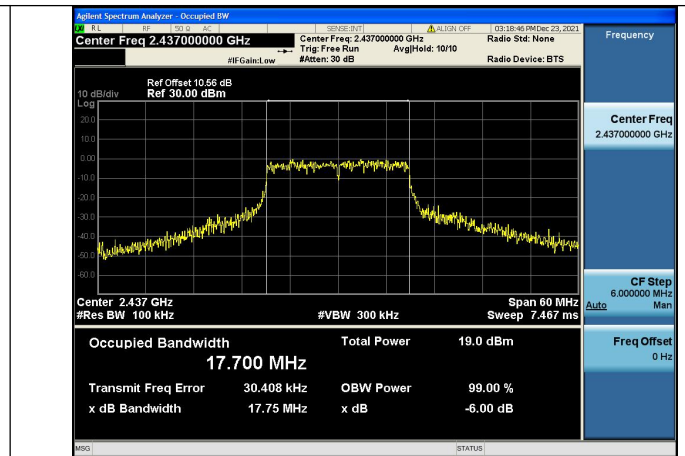 Agilent Spectrum Analyzer - Occupied BW
RL RF 50 Ω AC SENSE:INT ALIGN OFF 03:18:46 PM Dec 23, 2021
Center Freq 2.437000000 GHz Center Freq: 2.437000000 GHz Radio Std: None Frequency
Trig: Free Run Avg|Hold: 10/10
#IFGain:Low #Atten: 30 dB Radio Device: BTS
Ref Offset 10.56 dB
10 dB/div Ref 30.00 dBm
Log
20.0
10.0
0.00
-10.0
-20.0
-30.0
-40.0
-50.0
-60.0
Center Freq
2.437000000 GHz
Center 2.437 GHz Span 60 MHz
#Res BW 100 kHz #VBW 300 kHz Sweep 7.467 ms
CF Step
6.000000 MHz
Auto Man
Occupied Bandwidth Total Power 19.0 dBm
17.700 MHz
Transmit Freq Error 30.408 kHz OBW Power 99.00 %
x dB Bandwidth 17.75 MHz x dB -6.00 dB
Freq Offset
0 Hz
MSG STATUS